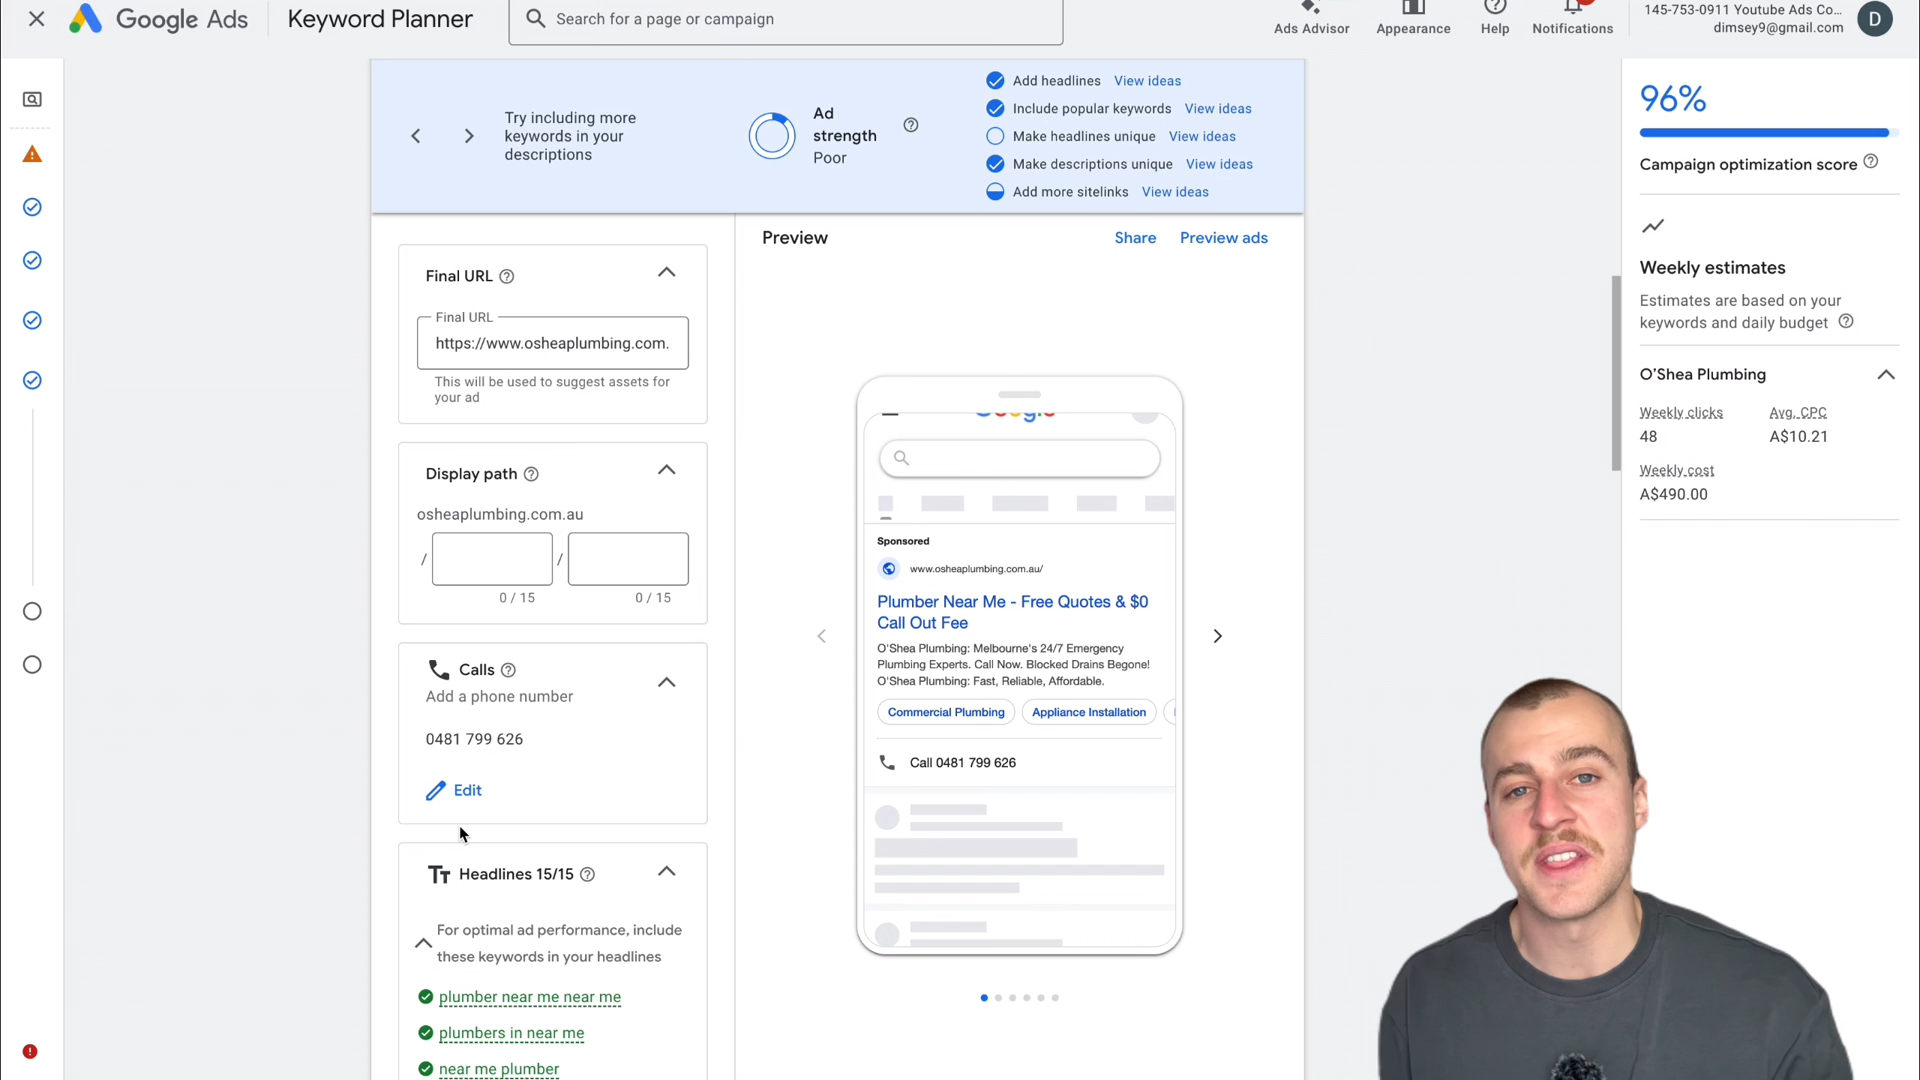 Google Ads
Keyword Planner
Search for a page or campaign
Ads Advisor
Appearance
Help
Notifications
145-753-0911 Youtube Ads Co...
dimsey9@gmail.com
D
Try including more
keywords in your
descriptions
Ad
strength
Poor
Add headlines View ideas
Include popular keywords View ideas
Make headlines unique View ideas
Make descriptions unique View ideas
Add more sitelinks View ideas
96%
Campaign optimization score
Weekly estimates
Estimates are based on your
keywords and daily budget
O'Shea Plumbing
Weekly clicks Avg. CPC
48 A$10.21
Weekly cost
A$490.00
Final URL
Final URL
https://www.osheaplumbing.com.
This will be used to suggest assets for
your ad
Display path
osheaplumbing.com.au
/ /
0 / 15 0 / 15
Calls
Add a phone number
0481 799 626
Edit
Headlines 15/15
For optimal ad performance, include
these keywords in your headlines
plumber near me near me
plumbers in near me
near me plumber
Preview
Share Preview ads
Google
Sponsored
www.osheaplumbing.com.au/
Plumber Near Me - Free Quotes & $0
Call Out Fee
O'Shea Plumbing: Melbourne's 24/7 Emergency
Plumbing Experts. Call Now. Blocked Drains Begone!
O'Shea Plumbing: Fast, Reliable, Affordable.
Commercial Plumbing Appliance Installation
Call 0481 799 626